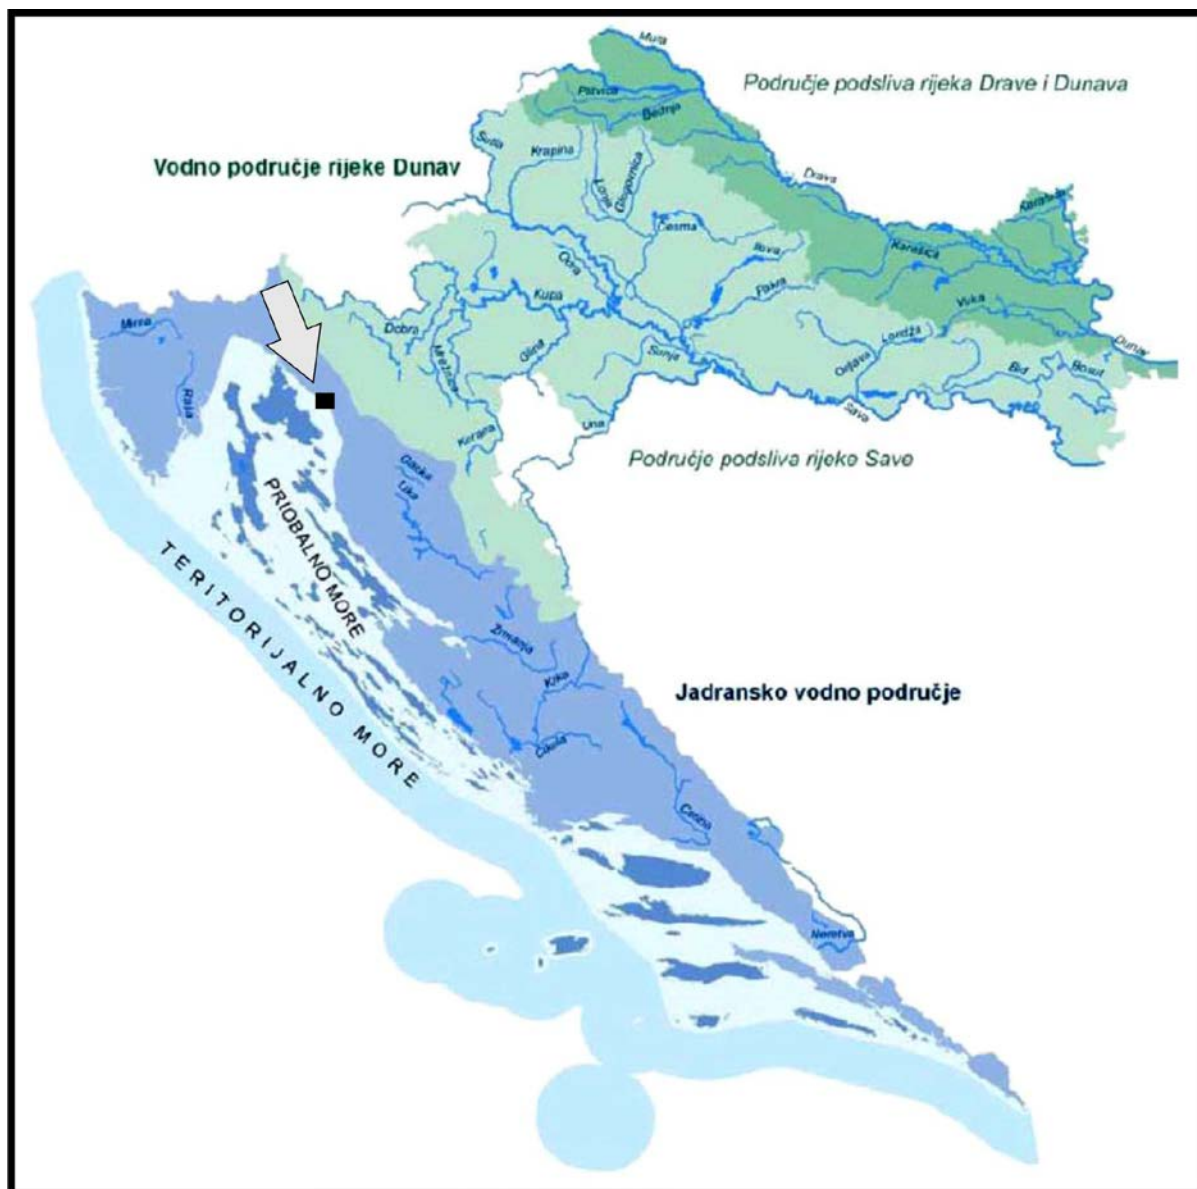 Mura
Područje podsliva rijeka Drave i Dunava
Plitvica
Bednja
Sutla
Krapina
Vodno područje rijeke Dunav
Lonja
Glogovnica
Drava
Česma
Ilova
Karašica
Odra
Pakra
Kupa
Vuka
Mirna
Dobra
Mrežnica
Glina
Sunja
Orljava
Londža
Dunav
Bid
Bosut
Raša
Una
Sava
Korana
Područje podsliva rijeke Save
Gacka
Lika
PRIOBALNO MORE
TERITORIJALNO MORE
Zrmanja
Krka
Jadransko vodno područje
Čikola
Cetina
Neretva